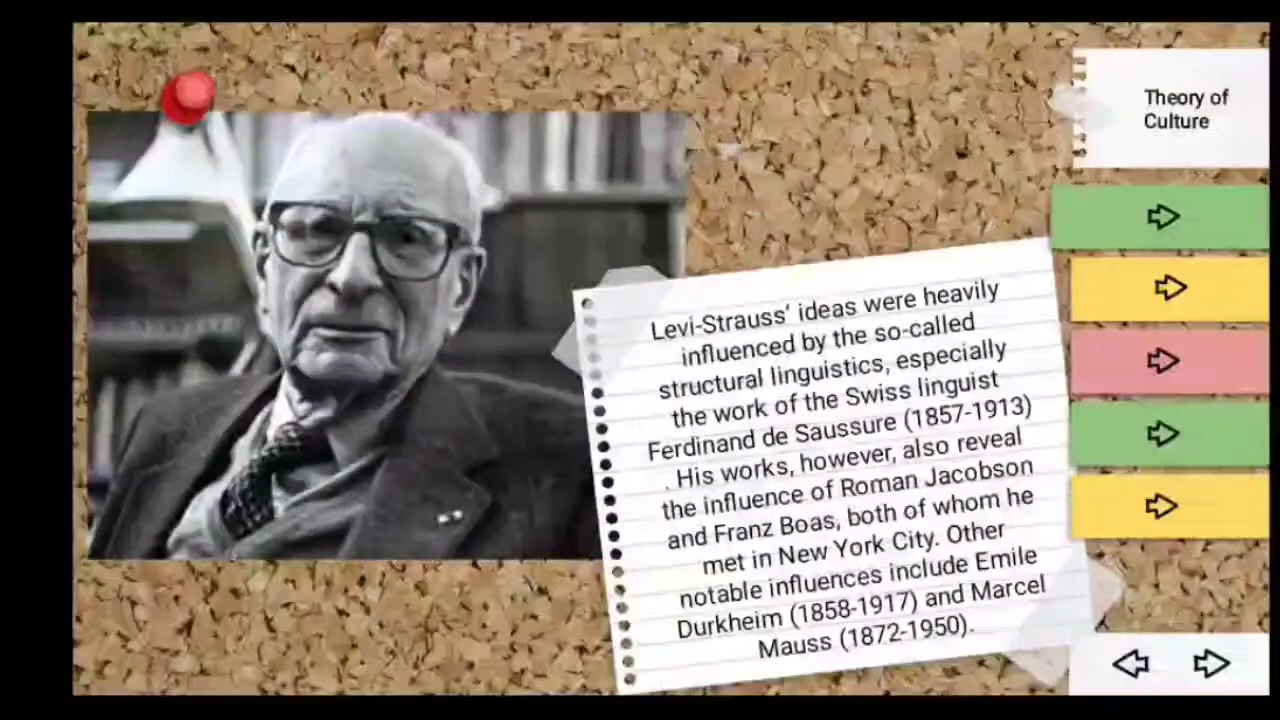 Theory of
Culture
Levi-Strauss’ ideas were heavily
influenced by the so-called
structural linguistics, especially
the work of the Swiss linguist
Ferdinand de Saussure (1857-1913)
. His works, however, also reveal
the influence of Roman Jacobson
and Franz Boas, both of whom he
met in New York City. Other
notable influences include Emile
Durkheim (1858-1917) and Marcel
Mauss (1872-1950).